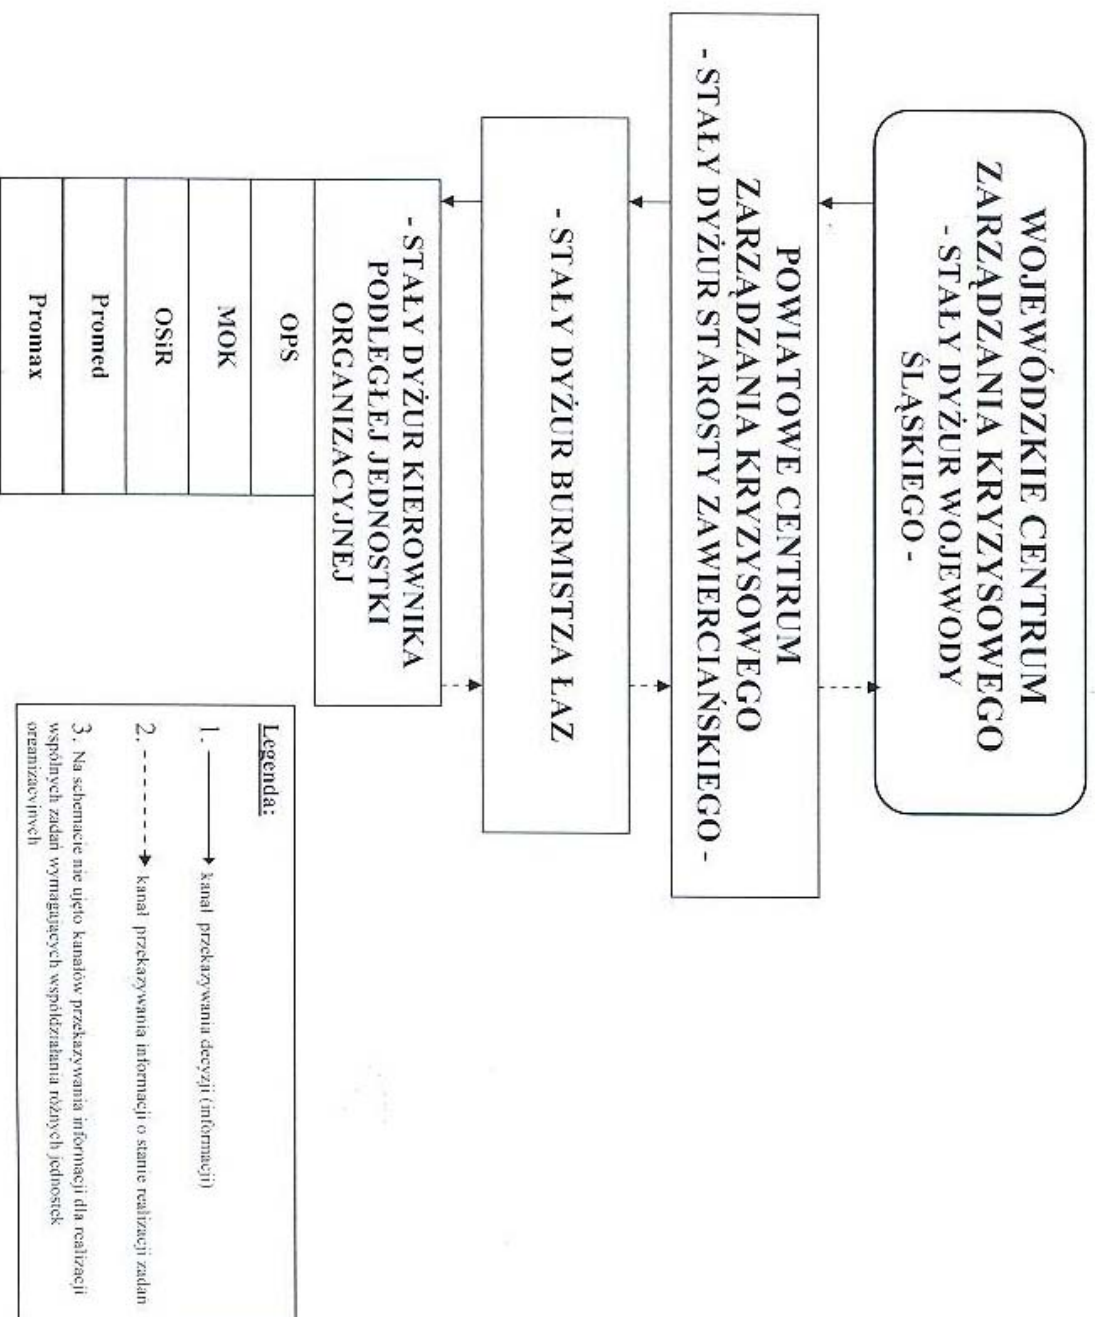 WOJEWÓDZKIE CENTRUM
ZARZĄDZANIA KRYZYSOWEGO
- STAŁY DYŻUR WOJEWODY
ŚLĄSKIEGO -
POWIATOWE CENTRUM
ZARZĄDZANIA KRYZYSOWEGO
- STAŁY DYŻUR STAROSTY ZAWIERCIAŃSKIEGO -
- STAŁY DYŻUR BURMISTZA ŁAZ
- STAŁY DYŻUR KIEROWNIKA
PODLEGŁEJ JEDNOSTKI
ORGANIZACYJNEJ
OPS
MOK
OSiR
Promed
Promax
Legenda:
1. kanał przekazywania decyzji (informacji)
2. kanał przekazywania informacji o stanie realizacji zadan
3. Na schemacie nie ujęto kanałów przekazywania informacji dla realizacji
wspólnych zadań wymagających współdziałania różnych jednostek
organizacyjnych